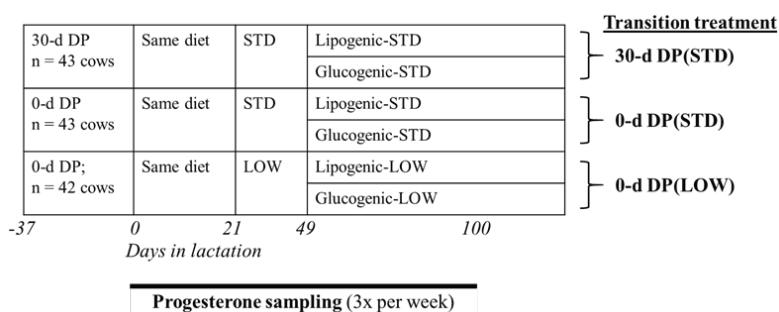 Transition treatment
30-d DP
n = 43 cows
Same diet
STD
Lipogenic-STD
Glucogenic-STD
30-d DP(STD)
0-d DP
n = 43 cows
Same diet
STD
Lipogenic-STD
Glucogenic-STD
0-d DP(STD)
0-d DP;
n = 42 cows
Same diet
LOW
Lipogenic-LOW
Glucogenic-LOW
0-d DP(LOW)
-37 0 21 49 100
Days in lactation
Progesterone sampling (3x per week)